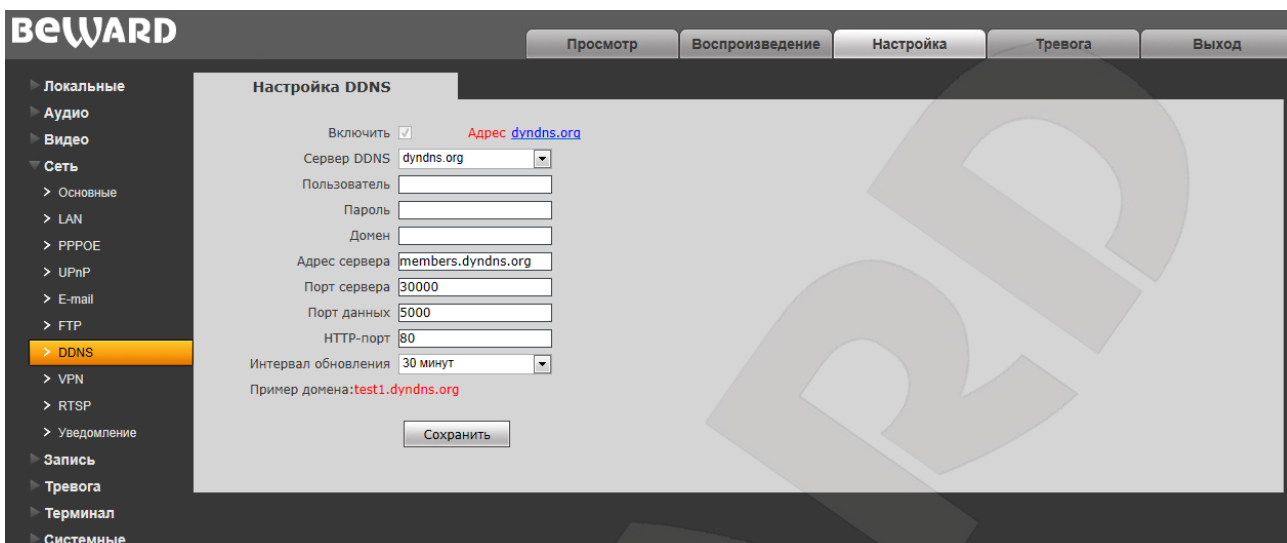 BEWARD
Просмотр Воспроизведение Настройка Тревога Выход
Локальные
Аудио
Видео
Сеть
Основные
LAN
PPPOE
UPnP
E-mail
FTP
DDNS
VPN
RTSP
Уведомление
Запись
Тревога
Терминал
Системные
Настройка DDNS
Включить Адрес dyndns.org
Сервер DDNS dyndns.org
Пользователь
Пароль
Домен
Адрес сервера members.dyndns.org
Порт сервера 30000
Порт данных 5000
HTTP-порт 80
Интервал обновления 30 минут
Пример домена:test1.dyndns.org
Сохранить